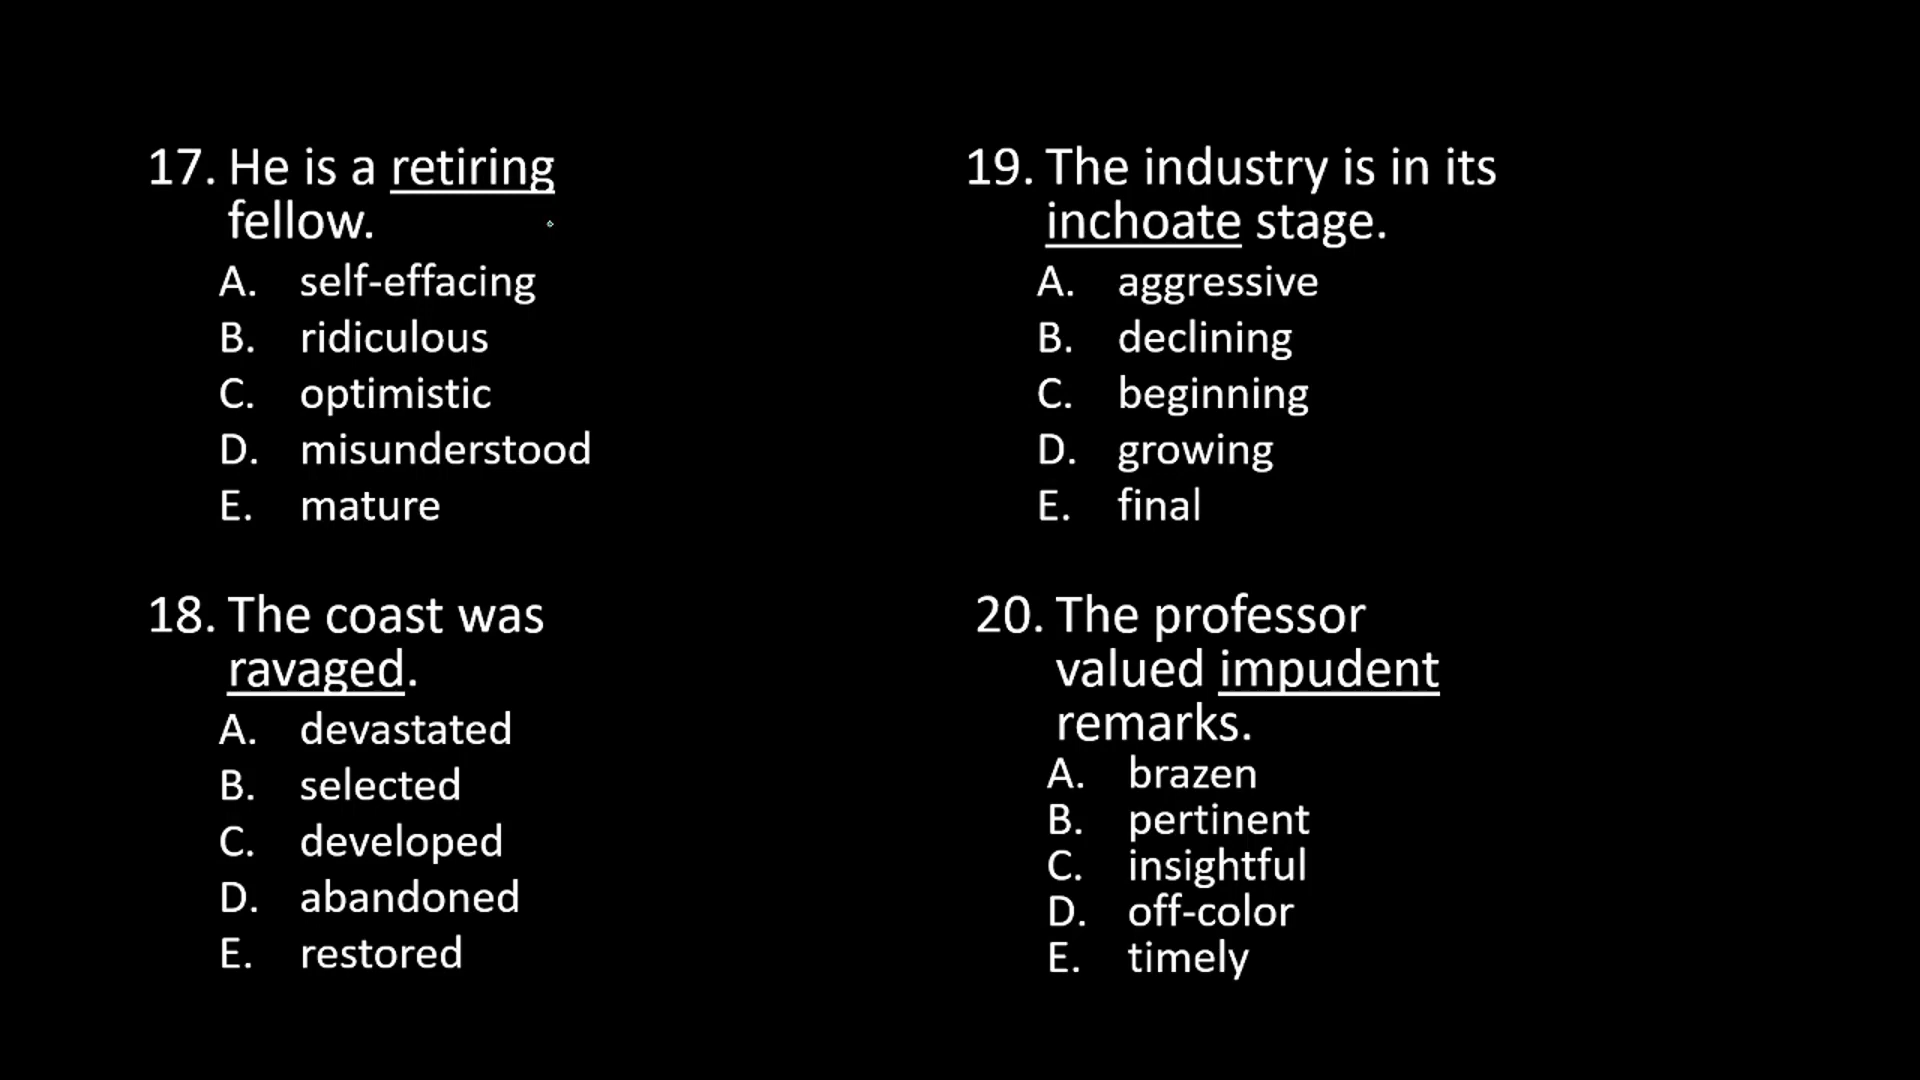 17. He is a retiring
fellow.
A. self-effacing
B. ridiculous
C. optimistic
D. misunderstood
E. mature
18. The coast was
ravaged.
A. devastated
B. selected
C. developed
D. abandoned
E. restored
19. The industry is in its
inchoate stage.
A. aggressive
B. declining
C. beginning
D. growing
E. final
20. The professor
valued impudent
remarks.
A. brazen
B. pertinent
C. insightful
D. off-color
E. timely